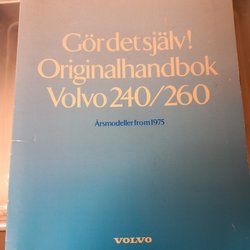 Gör det själv!
Originalhandbok
Volvo 240/260
Årsmodeller from 1975
VOLVO